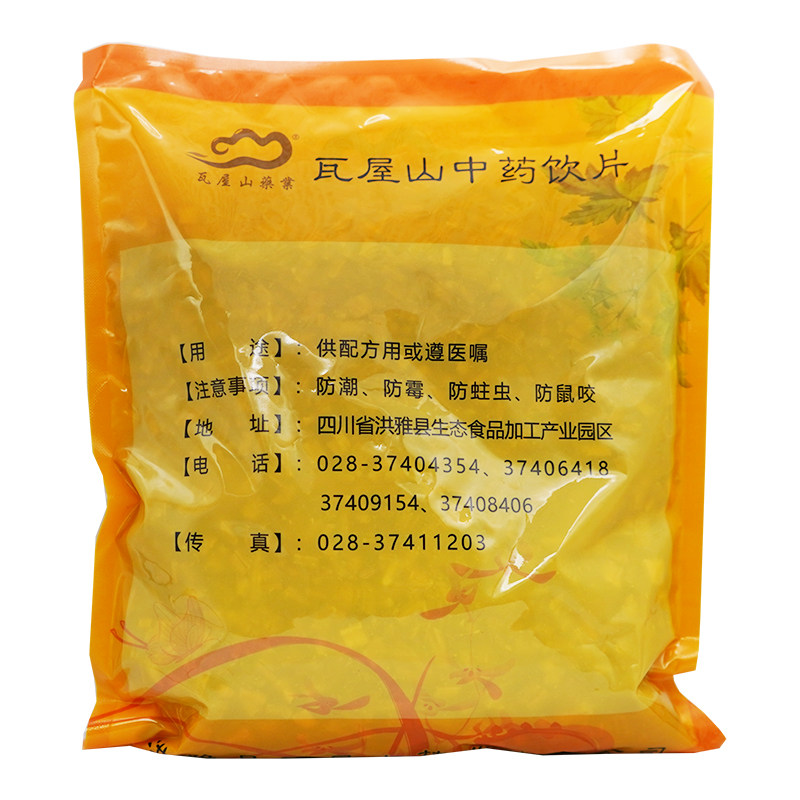 瓦屋山藥業®
瓦屋山中药饮片
【用 途】：供配方用或遵医嘱
【注意事项】：防潮、防霉、防蛀虫、防鼠咬
【地 址】：四川省洪雅县生态食品加工产业园区
【电 话】：028-37404354、37406418
37409154、37408406
【传 真】：028-37411203